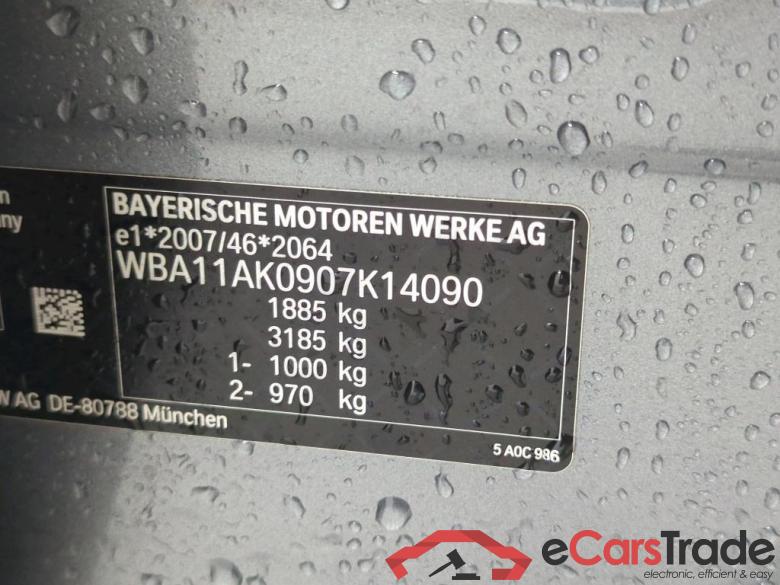 BAYERISCHE MOTOREN WERKE AG
e1*2007/46*2064
WBA11AK0907K14090
1885 kg
3185 kg
1- 1000 kg
2- 970 kg
AG DE-80788 München
5 A0C 986
eCarsTrade
electronic, efficient & easy